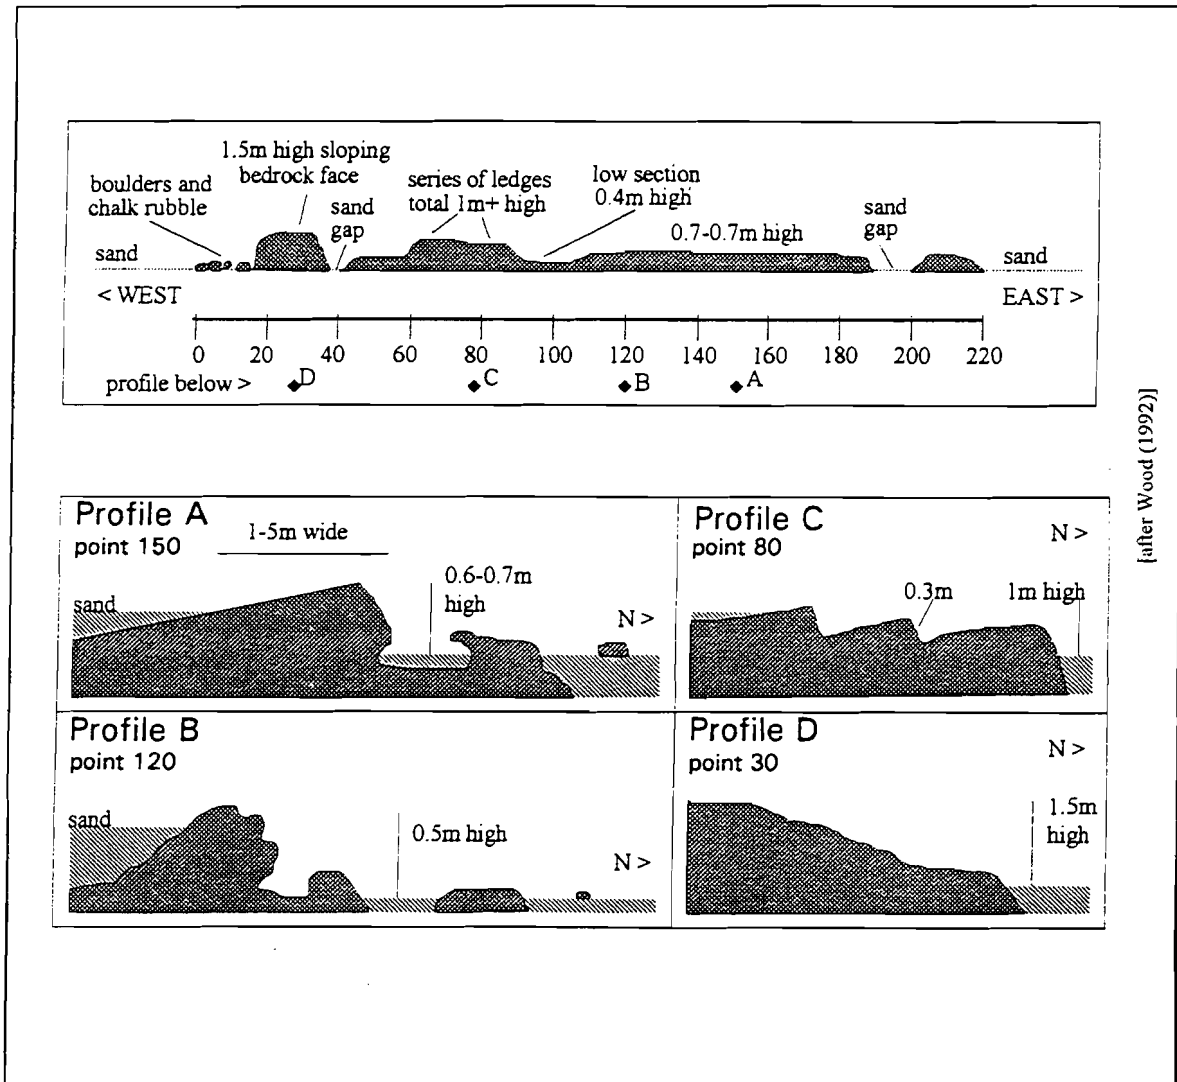 1.5m high sloping
bedrock face
boulders and
chalk rubble
sand
gap
series of ledges
total 1m+ high
low section
0.4m high
0.7-0.7m high
sand
gap
sand
sand
< WEST
EAST >
0 20 40 60 80 100 120 140 160 180 200 220
profile below > D C B A
[after Wood (1992)]
Profile A
point 150
1-5m wide
sand
0.6-0.7m
high
N >
Profile C
point 80
N >
0.3m
1m high
Profile B
point 120
sand
0.5m high
N >
Profile D
point 30
N >
1.5m
high